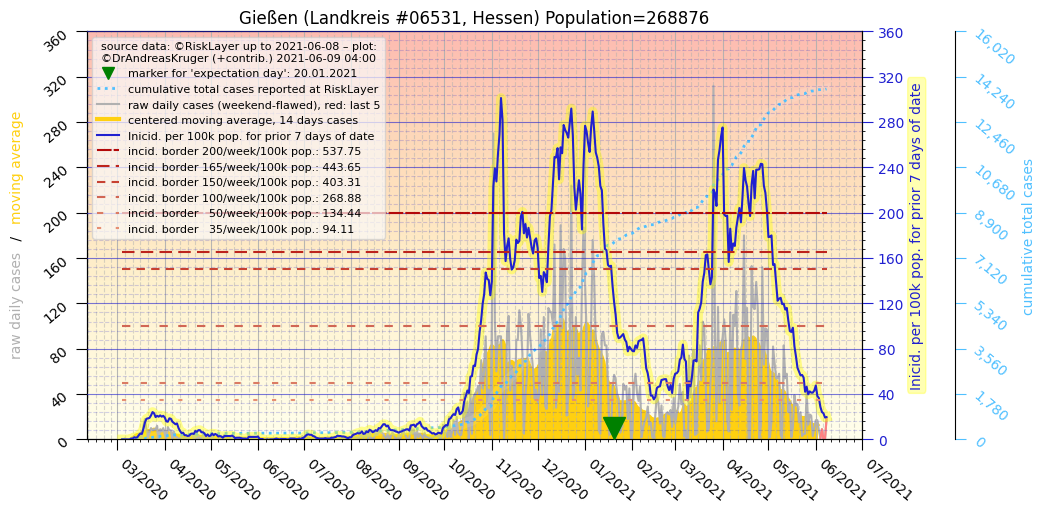 Gießen (Landkreis #06531, Hessen) Population=268876
source data: ©RiskLayer up to 2021-06-08 – plot:
©DrAndreasKruger (+contrib.) 2021-06-09 04:00
marker for 'expectation day': 20.01.2021
cumulative total cases reported at RiskLayer
raw daily cases (weekend-flawed), red: last 5
centered moving average, 14 days cases
Inicid. per 100k pop. for prior 7 days of date
incid. border 200/week/100k pop.: 537.75
incid. border 165/week/100k pop.: 443.65
incid. border 150/week/100k pop.: 403.31
incid. border 100/week/100k pop.: 268.88
incid. border 50/week/100k pop.: 134.44
incid. border 35/week/100k pop.: 94.11
raw daily cases / moving average
360
320
280
240
200
160
120
80
40
0
03/2020
04/2020
05/2020
06/2020
07/2020
08/2020
09/2020
10/2020
11/2020
12/2020
01/2021
02/2021
03/2021
04/2021
05/2021
06/2021
07/2021
360
320
280
240
200
160
120
80
40
0
Inicid. per 100k pop. for prior 7 days of date
16,020
14,240
12,460
10,680
8,900
7,120
5,340
3,560
1,780
0
cumulative total cases